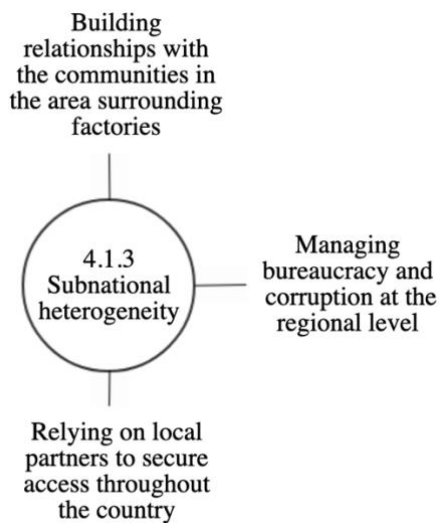 Building
relationships with
the communities in
the area surrounding
factories
4.1.3
Subnational
heterogeneity
Managing
bureaucracy and
corruption at the
regional level
Relying on local
partners to secure
access throughout
the country